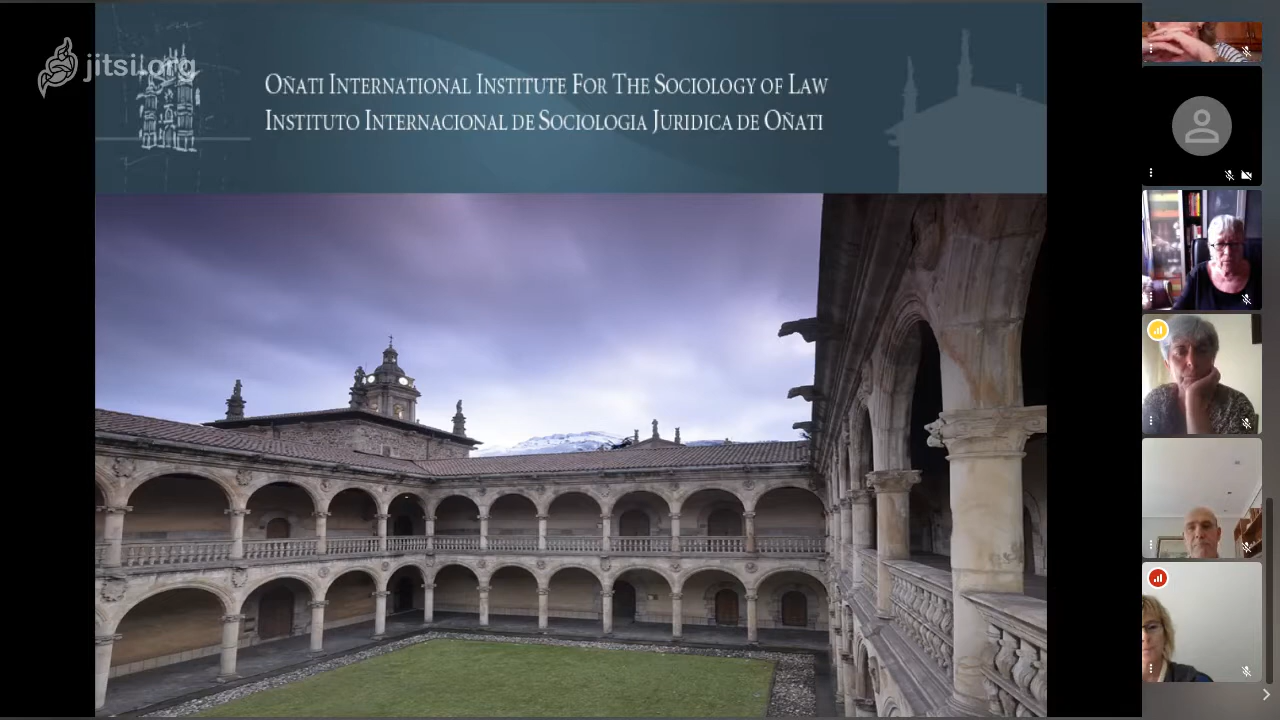 jitsi.org
OÑATI INTERNATIONAL INSTITUTE FOR THE SOCIOLOGY OF LAW
INSTITUTO INTERNACIONAL DE SOCIOLOGIA JURIDICA DE OÑATI